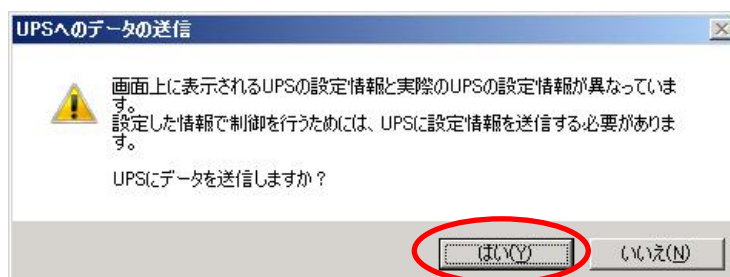 UPSへのデータの送信
画面上に表示されるUPSの設定情報と実際のUPSの設定情報が異なっていま
す。
設定した情報で制御を行うためには、UPSに設定情報を送信する必要がありま
す。
UPSにデータを送信しますか？
はい(Y) いいえ(N)